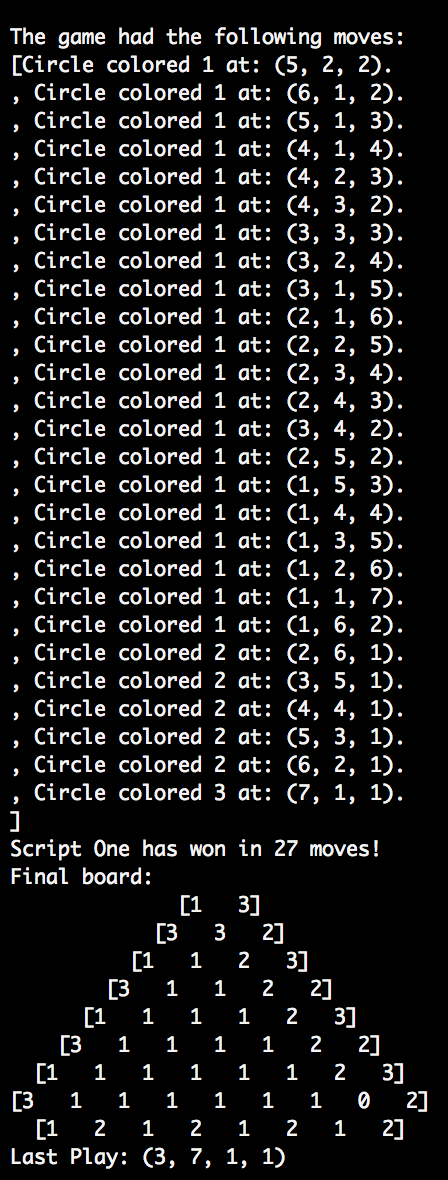 The game had the following moves:
[Circle colored 1 at: (5, 2, 2).
, Circle colored 1 at: (6, 1, 2).
, Circle colored 1 at: (5, 1, 3).
, Circle colored 1 at: (4, 1, 4).
, Circle colored 1 at: (4, 2, 3).
, Circle colored 1 at: (4, 3, 2).
, Circle colored 1 at: (3, 3, 3).
, Circle colored 1 at: (3, 2, 4).
, Circle colored 1 at: (3, 1, 5).
, Circle colored 1 at: (2, 1, 6).
, Circle colored 1 at: (2, 2, 5).
, Circle colored 1 at: (2, 3, 4).
, Circle colored 1 at: (2, 4, 3).
, Circle colored 1 at: (3, 4, 2).
, Circle colored 1 at: (2, 5, 2).
, Circle colored 1 at: (1, 5, 3).
, Circle colored 1 at: (1, 4, 4).
, Circle colored 1 at: (1, 3, 5).
, Circle colored 1 at: (1, 2, 6).
, Circle colored 1 at: (1, 1, 7).
, Circle colored 1 at: (1, 6, 2).
, Circle colored 2 at: (2, 6, 1).
, Circle colored 2 at: (3, 5, 1).
, Circle colored 2 at: (4, 4, 1).
, Circle colored 2 at: (5, 3, 1).
, Circle colored 2 at: (6, 2, 1).
, Circle colored 3 at: (7, 1, 1).
]
Script One has won in 27 moves!
Final board:
[1 3]
[3 3 2]
[1 1 2 3]
[3 1 1 2 2]
[1 1 1 1 2 3]
[3 1 1 1 1 2 2]
[1 1 1 1 1 1 2 3]
[3 1 1 1 1 1 1 0 2]
[1 2 1 2 1 2 1 2]
Last Play: (3, 7, 1, 1)